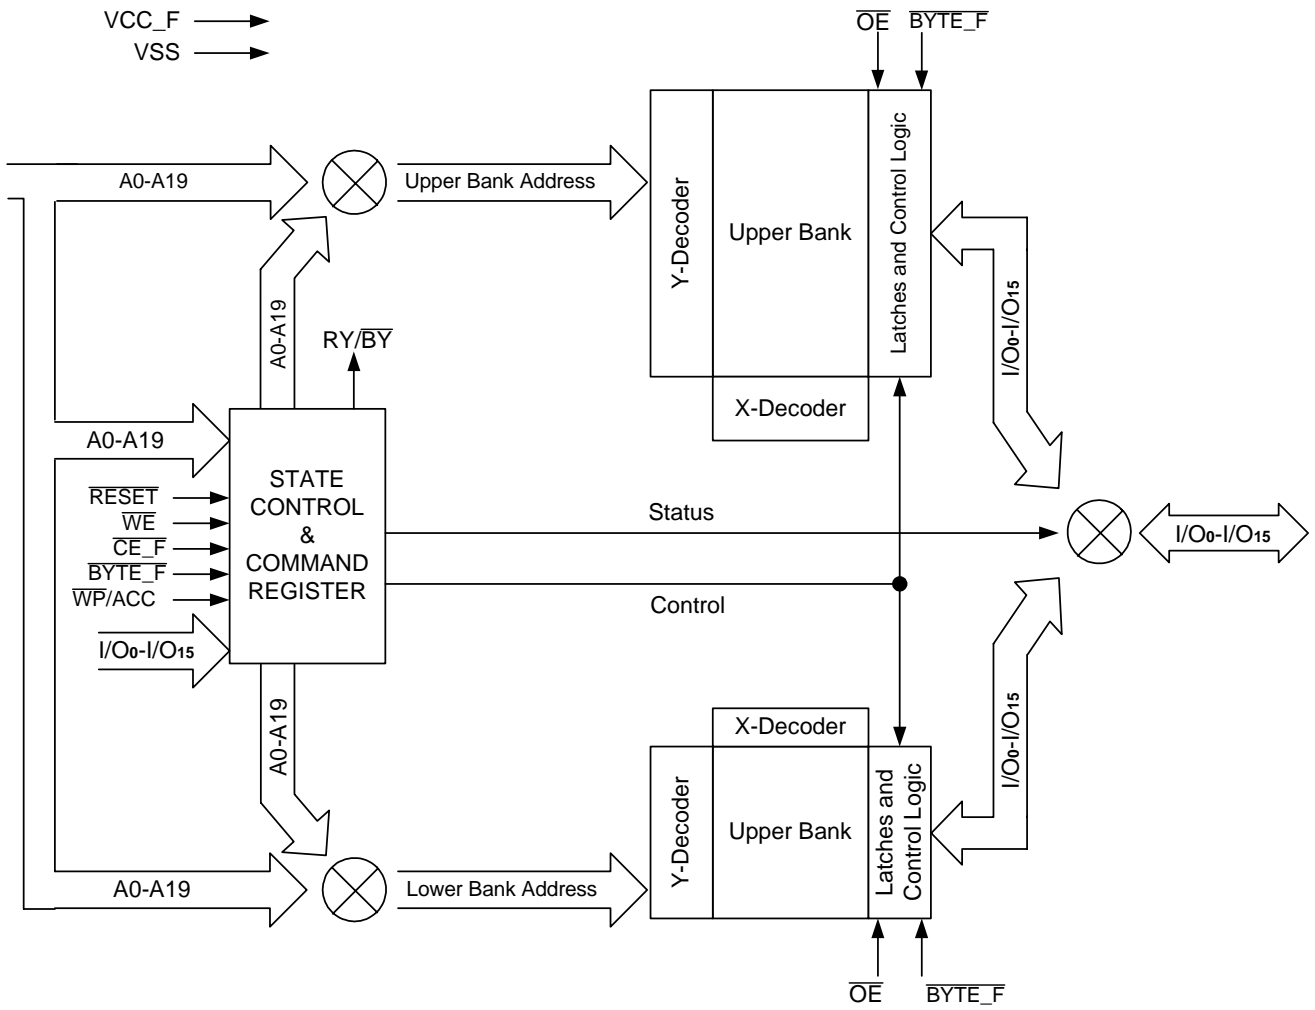 VCC_F
VSS
OE
BYTE_F
A0-A19
Upper Bank Address
Y-Decoder
Upper Bank
Latches and Control Logic
X-Decoder
I/O0-I/O15
A0-A19
RY/BY
A0-A19
RESET
WE
CE_F
BYTE_F
WP/ACC
I/O0-I/O15
STATE
CONTROL
&
COMMAND
REGISTER
Status
Control
I/O0-I/O15
A0-A19
X-Decoder
Y-Decoder
Upper Bank
Latches and
Control Logic
I/O0-I/O15
A0-A19
Lower Bank Address
OE
BYTE_F